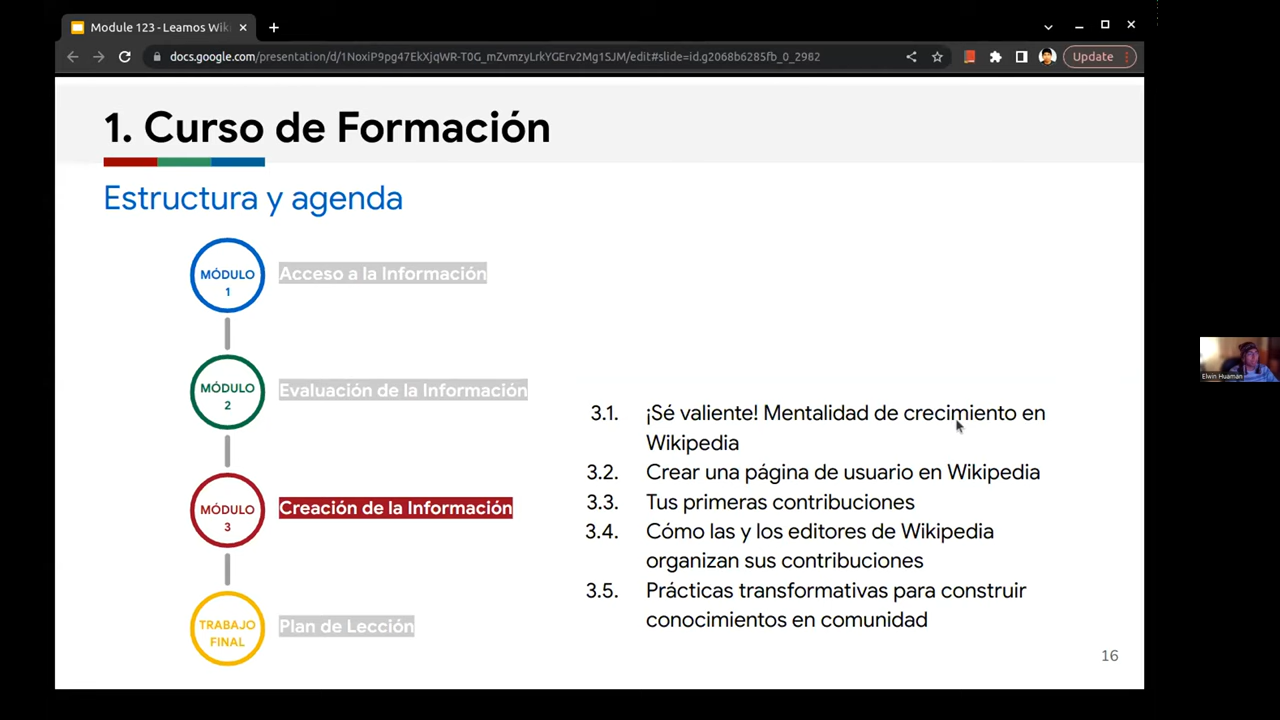 Module 123 - Leamos Wiki
docs.google.com/presentation/d/1NoxiP9pg47EkXjqWR-T0G_mZvmzyLrkYGErv2Mg1SJM/edit#slide=id.g2068b6285fb_0_2982
Update
1. Curso de Formación
Estructura y agenda
MÓDULO
1
Acceso a la Información
MÓDULO
2
Evaluación de la Información
MÓDULO
3
Creación de la Información
TRABAJO
FINAL
Plan de Lección
3.1. ¡Sé valiente! Mentalidad de crecimiento en
Wikipedia
3.2. Crear una página de usuario en Wikipedia
3.3. Tus primeras contribuciones
3.4. Cómo las y los editores de Wikipedia
organizan sus contribuciones
3.5. Prácticas transformativas para construir
conocimientos en comunidad
16
Elwin Huaman